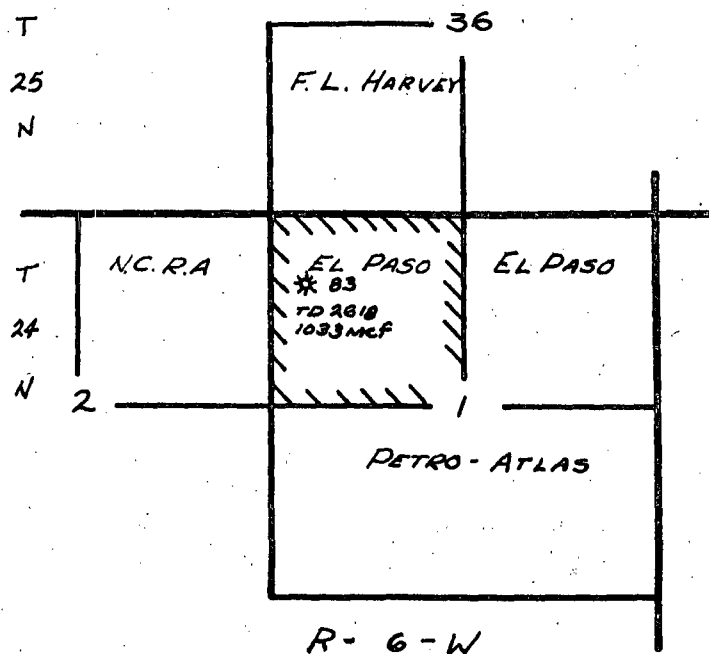 T
25
N
36
F. L. HARVEY
T
24
N
N.C.R.A
EL PASO
83
TD 2618
1033 MCF
EL PASO
2
1
PETRO-ATLAS
R-6-W